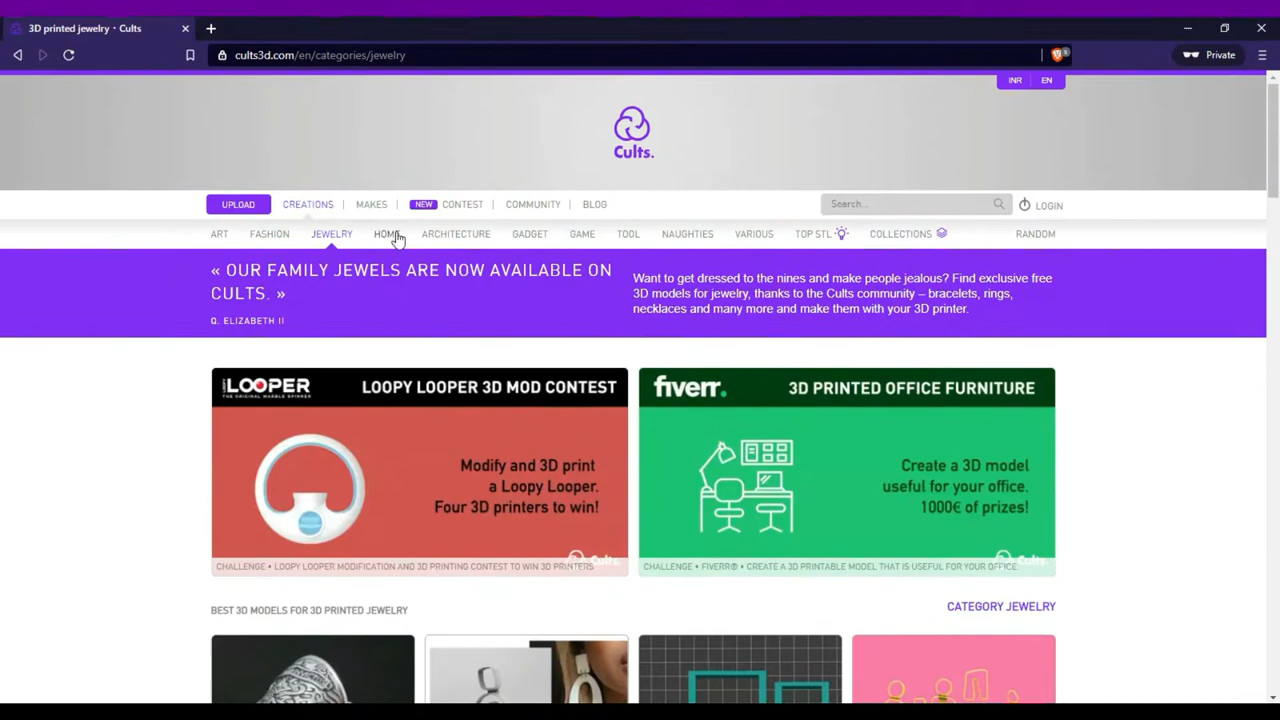 3D printed jewelry • Cults
cults3d.com/en/categories/jewelry
Private
INR EN
Cults.
UPLOAD CREATIONS MAKES NEW CONTEST COMMUNITY BLOG
Search...
LOGIN
ART FASHION JEWELRY HOME ARCHITECTURE GADGET GAME TOOL NAUGHTIES VARIOUS TOP STL COLLECTIONS RANDOM
« OUR FAMILY JEWELS ARE NOW AVAILABLE ON
CULTS. »
Q. ELIZABETH II
Want to get dressed to the nines and make people jealous? Find exclusive free
3D models for jewelry, thanks to the Cults community – bracelets, rings,
necklaces and many more and make them with your 3D printer.
LOOPER
THE ORIGINAL MARBLE SPINNER
LOOPY LOOPER 3D MOD CONTEST
Modify and 3D print
a Loopy Looper.
Four 3D printers to win!
Cults.
CHALLENGE • LOOPY LOOPER MODIFICATION AND 3D PRINTING CONTEST TO WIN 3D PRINTERS
fiverr.
3D PRINTED OFFICE FURNITURE
Create a 3D model
useful for your office.
1000€ of prizes!
Cults.
CHALLENGE • FIVERR® • CREATE A 3D PRINTABLE MODEL THAT IS USEFUL FOR YOUR OFFICE.
BEST 3D MODELS FOR 3D PRINTED JEWELRY
CATEGORY JEWELRY